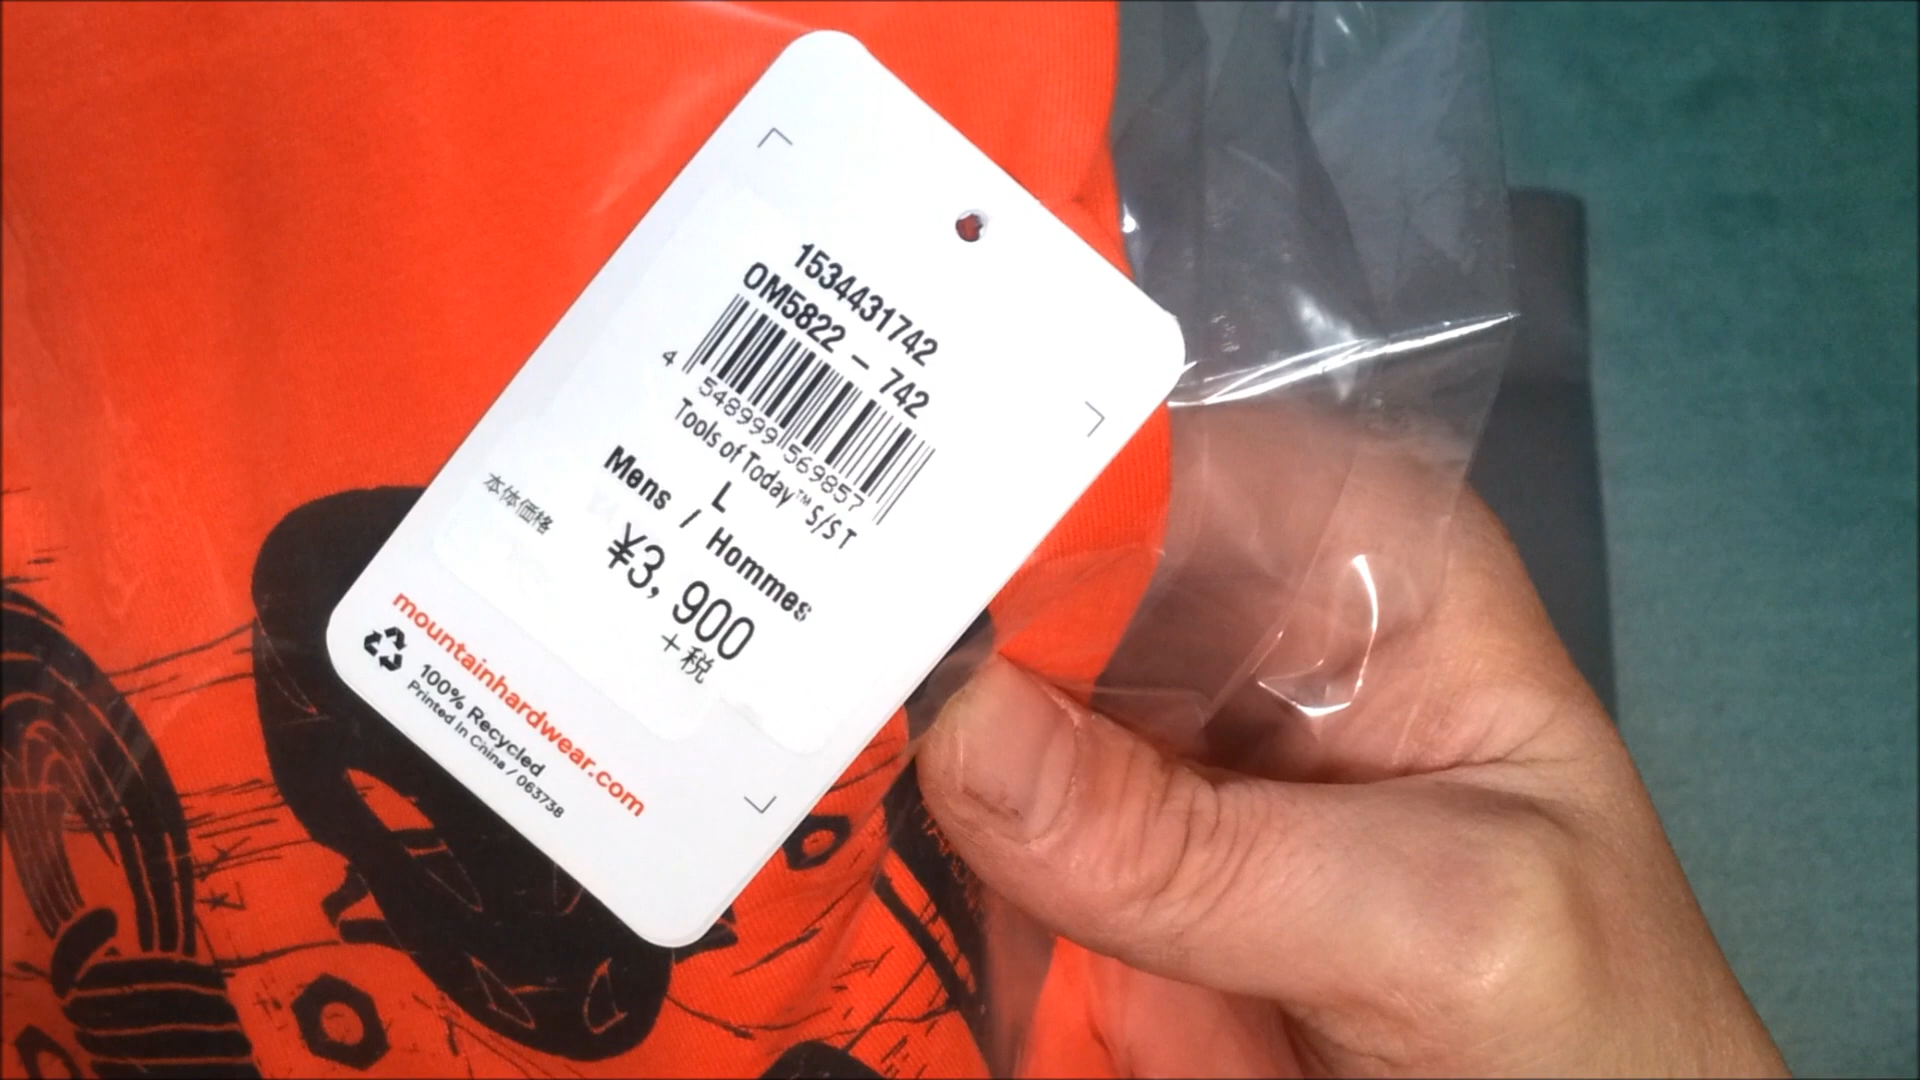 1534431742
OM5822 - 742
4 548999 569857
Tools of Today™ S/S T
L
Mens / Hommes
本体価格
¥3,900
+税
mountainhardwear.com
100% Recycled
Printed In China / 063738